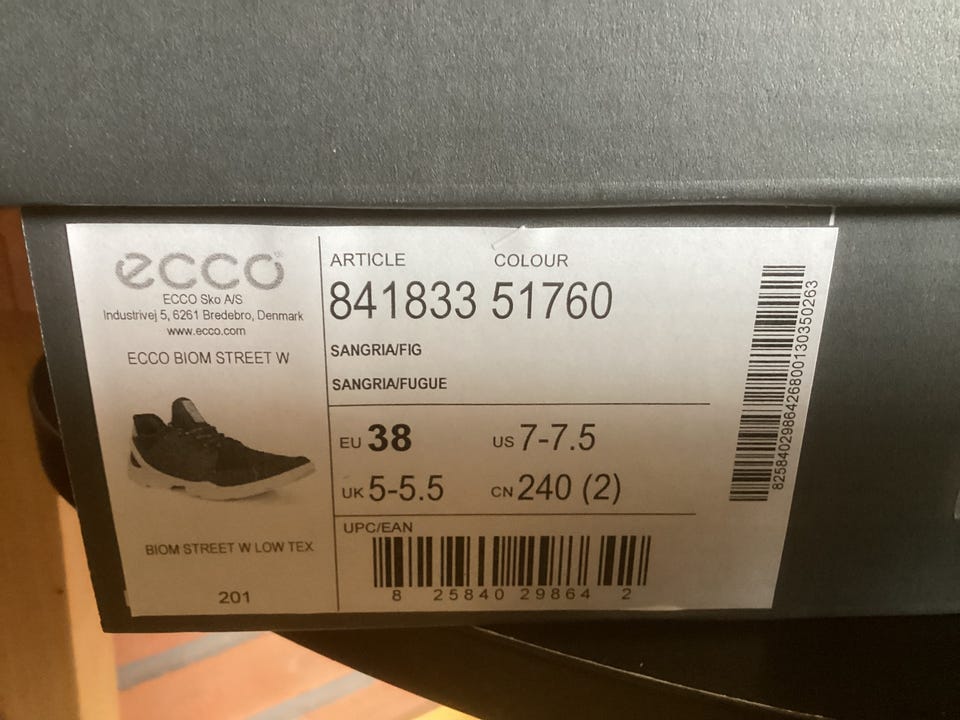 ecco
ECCO Sko A/S
Industrivej 5, 6261 Bredebro, Denmark
www.ecco.com
ECCO BIOM STREET W
BIOM STREET W LOW TEX
201
ARTICLE COLOUR
841833 51760
SANGRIA/FIG
SANGRIA/FUGUE
EU 38 US 7-7.5
UK 5-5.5 CN 240 (2)
UPC/EAN
8 25840 29864 2
825840298642680013035026​3